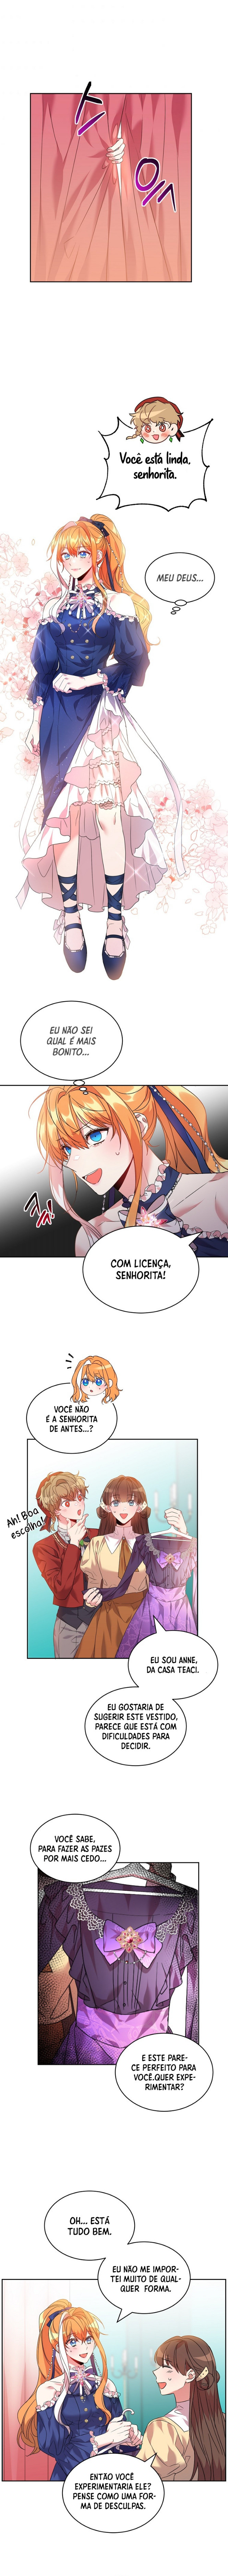 Você está linda,
senhorita.
MEU DEUS...
EU NÃO SEI
QUAL É MAIS
BONITO...
COM LICENÇA,
SENHORITA!
VOCÊ NÃO
É A SENHORITA
DE ANTES...?
Ah! Boa
escolha!
EU SOU ANNE,
DA CASA TEACI.
EU GOSTARIA DE
SUGERIR ESTE VESTIDO,
PARECE QUE ESTÁ COM
DIFICULDADES PARA
DECIDIR.
VOCÊ SABE,
PARA FAZER AS PAZES
POR MAIS CEDO...
E ESTE PARE-
CE PERFEITO PARA
VOCÊ.QUER EXPE-
RIMENTAR?
OH... ESTÁ
TUDO BEM.
EU NÃO ME IMPOR-
TEI MUITO DE QUAL-
QUER FORMA.
ENTÃO VOCÊ
EXPERIMENTARIA ELE?
PENSE COMO UMA FOR-
MA DE DESCULPAS.